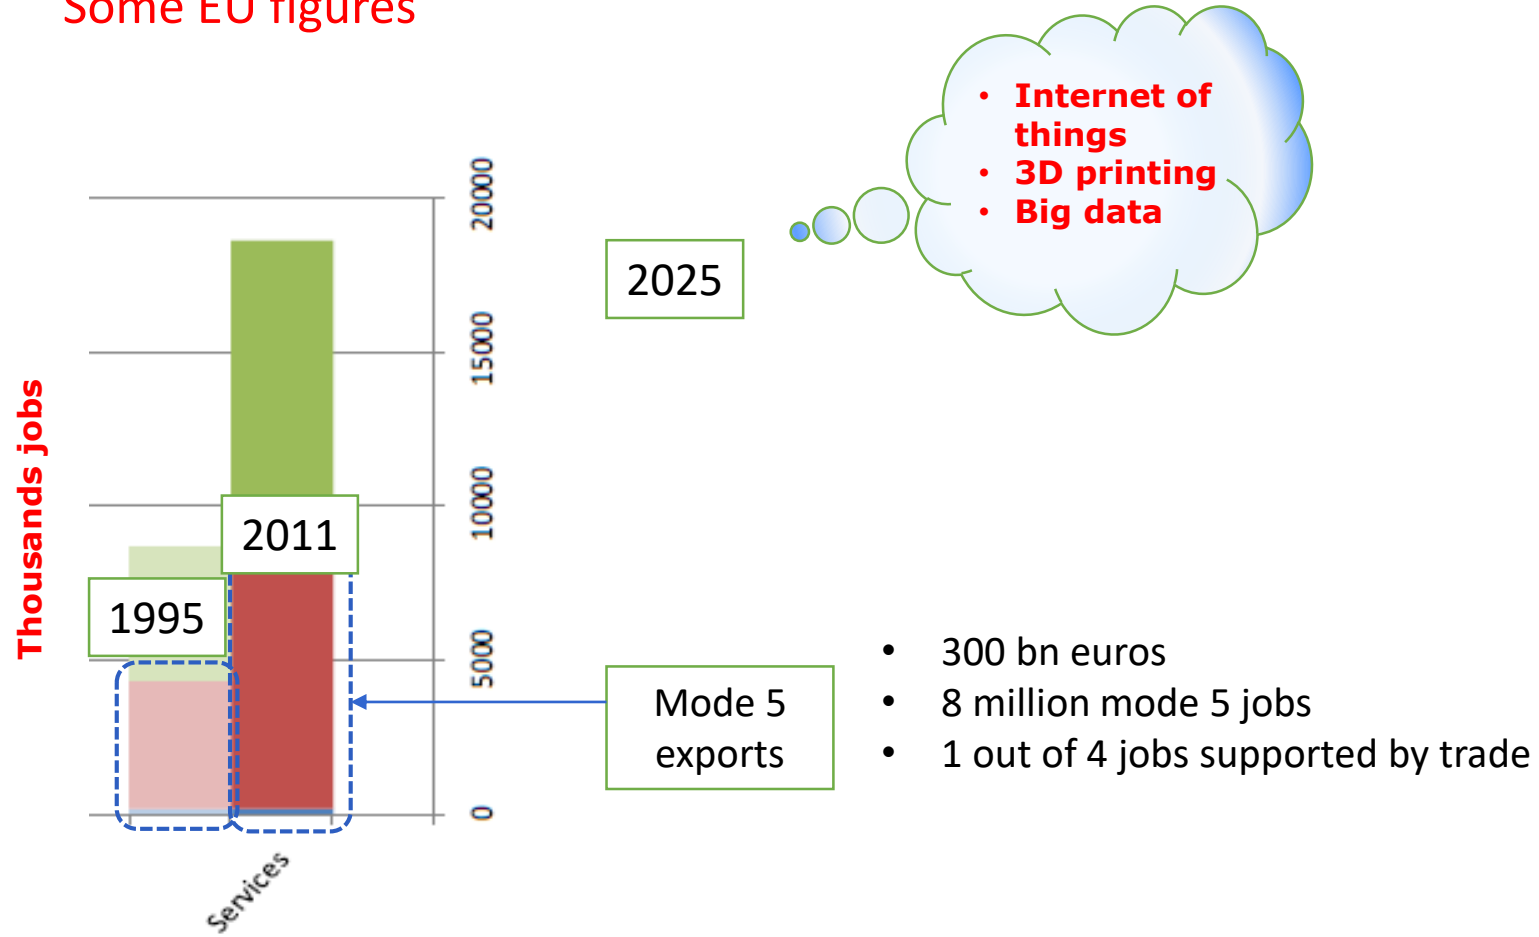 Some EU figures
• Internet of
things
• 3D printing
• Big data
20000
2025
15000
Thousands jobs
10000
2011
1995
5000
Mode 5
exports
• 300 bn euros
• 8 million mode 5 jobs
• 1 out of 4 jobs supported by trade
0
Services